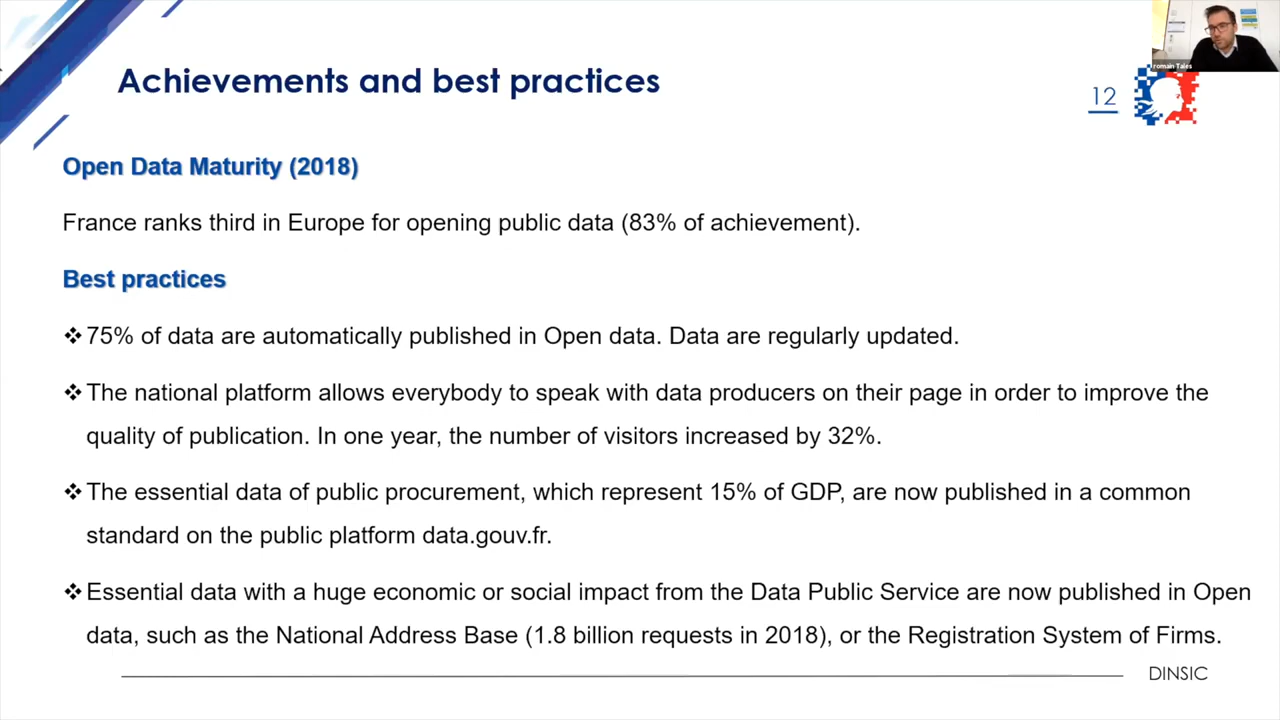 Achievements and best practices
12
romain Tales
Open Data Maturity (2018)
France ranks third in Europe for opening public data (83% of achievement).
Best practices
❖75% of data are automatically published in Open data. Data are regularly updated.
❖The national platform allows everybody to speak with data producers on their page in order to improve the
quality of publication. In one year, the number of visitors increased by 32%.
❖The essential data of public procurement, which represent 15% of GDP, are now published in a common
standard on the public platform data.gouv.fr.
❖Essential data with a huge economic or social impact from the Data Public Service are now published in Open
data, such as the National Address Base (1.8 billion requests in 2018), or the Registration System of Firms.
DINSIC